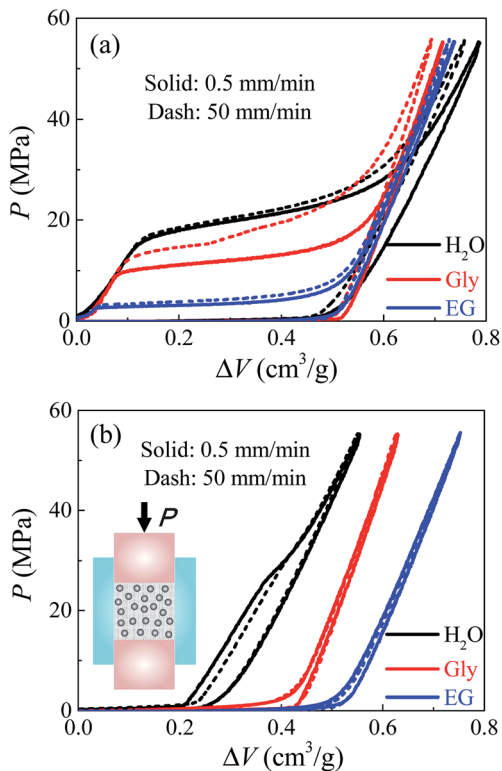 (a)
Solid: 0.5 mm/min
Dash: 50 mm/min
60
40
20
0
P (MPa)
H₂O
Gly
EG
0.0 0.2 0.4 0.6 0.8
ΔV (cm³/g)
(b)
Solid: 0.5 mm/min
Dash: 50 mm/min
P
60
40
20
0
P (MPa)
H₂O
Gly
EG
0.0 0.2 0.4 0.6 0.8
ΔV (cm³/g)